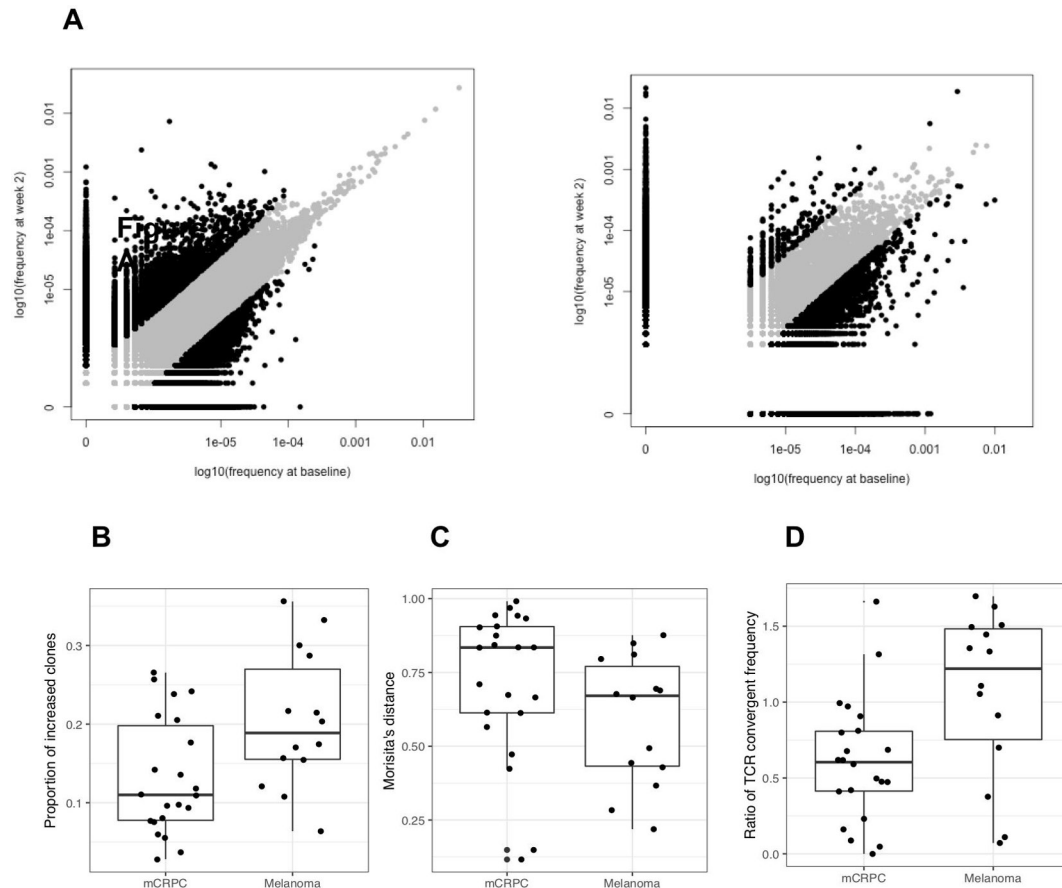 A
log10(frequency at week 2)
0.01
0.001
1e-04
1e-05
0
Figu
A
0
1e-05
1e-04
0.001
0.01
log10(frequency at baseline)
log10(frequency at week 2)
0.01
0.001
1e-04
1e-05
0
0
1e-05
1e-04
0.001
0.01
log10(frequency at baseline)
B
Proportion of increased clones
0.3
0.2
0.1
mCRPC
Melanoma
C
Morisita's distance
1.00
0.75
0.50
0.25
mCRPC
Melanoma
D
Ratio of TCR convergent frequency
1.5
1.0
0.5
0.0
mCRPC
Melanoma